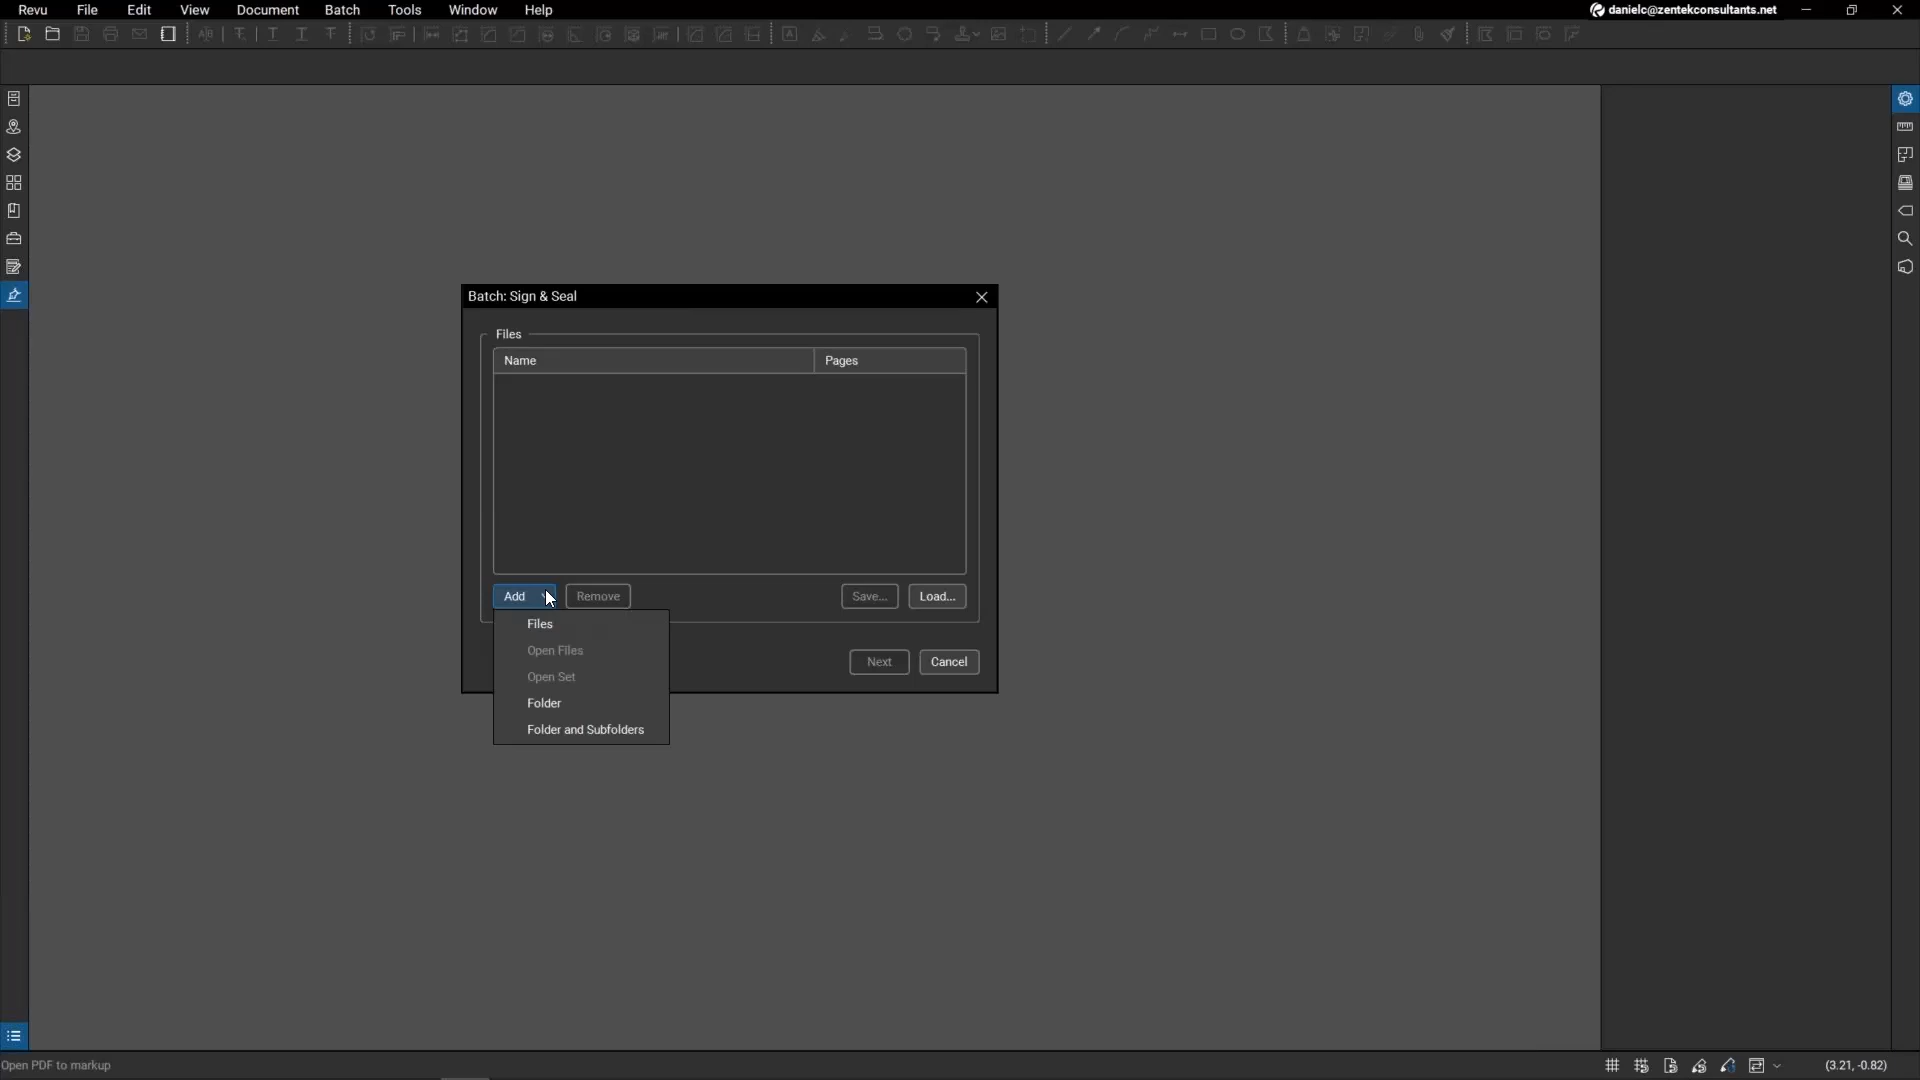 Revu File Edit View Document Batch Tools Window Help danielc@zentekconsultants.net
Batch: Sign & Seal
Files
Name Pages
Add Remove Save... Load...
Files
Open Files
Open Set
Next Cancel
Folder
Folder and Subfolders
Open PDF to markup (3.21, -0.82)